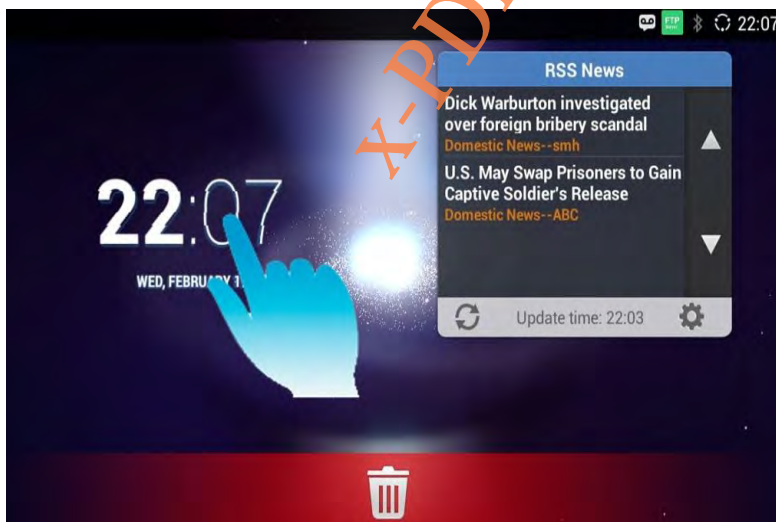 22:07
RSS News
Dick Warburton investigated
over foreign bribery scandal
Domestic News--smh
U.S. May Swap Prisoners to Gain
Captive Soldier's Release
Domestic News--ABC
22:07
WED, FEBRUARY
Update time: 22:03
X-PD
FTP